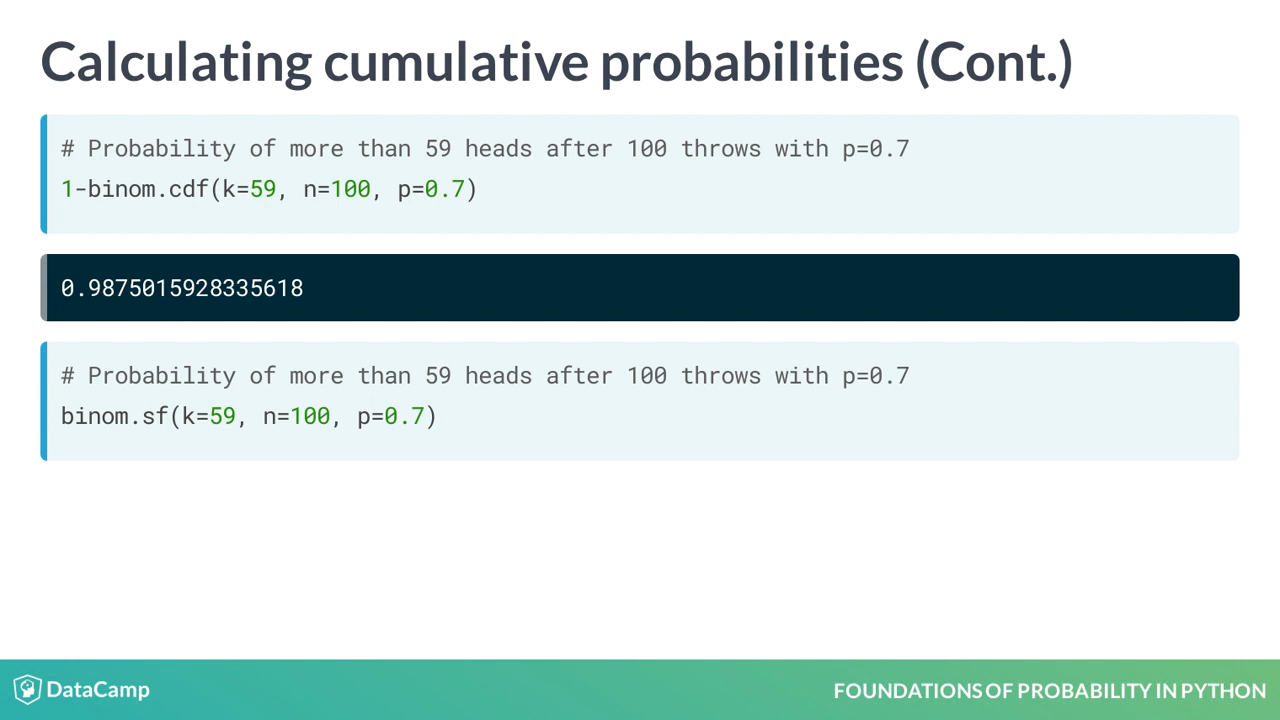 Calculating cumulative probabilities (Cont.)
# Probability of more than 59 heads after 100 throws with p=0.7
1-binom.cdf(k=59, n=100, p=0.7)
0.9875015928335618
# Probability of more than 59 heads after 100 throws with p=0.7
binom.sf(k=59, n=100, p=0.7)
DataCamp
FOUNDATIONS OF PROBABILITY IN PYTHON